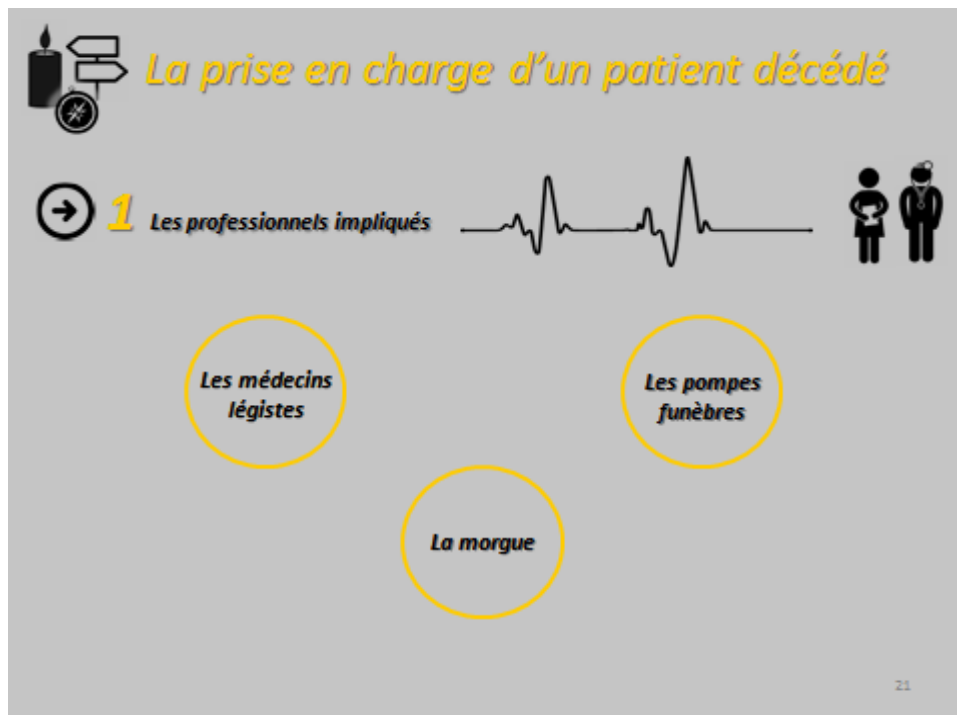 La prise en charge d'un patient décédé
1 Les professionnels impliqués
Les médecins
légistes
Les pompes
funèbres
La morgue
21